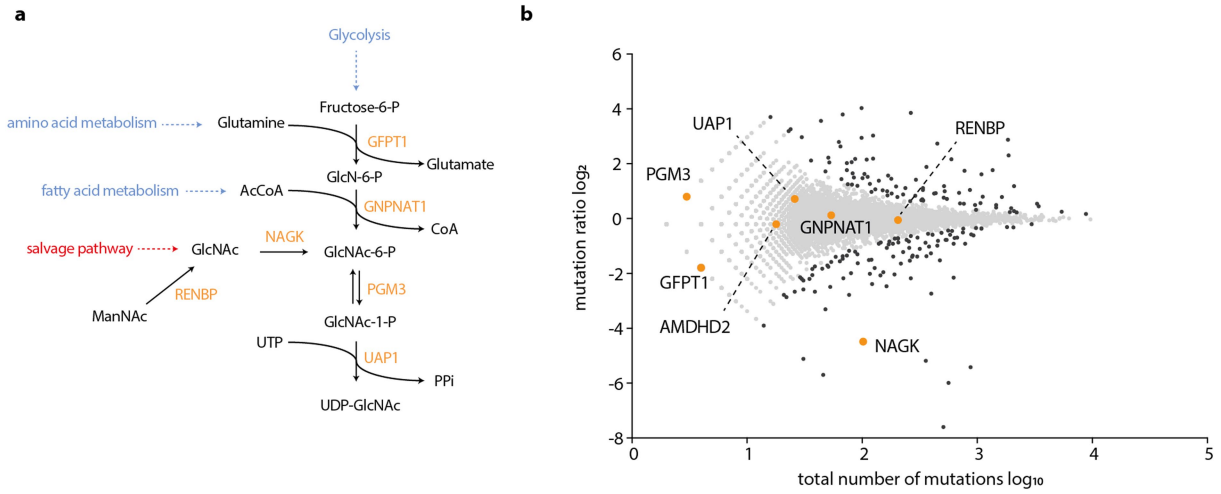 a
Glycolysis
Fructose-6-P
amino acid metabolism
Glutamine
GFPT1
Glutamate
GlcN-6-P
fatty acid metabolism
AcCoA
GNPNAT1
CoA
salvage pathway
GlcNAc
NAGK
GlcNAc-6-P
RENBP
PGM3
ManNAc
GlcNAc-1-P
UTP
UAP1
PPi
UDP-GlcNAc
b
mutation ratio log₂
6
4
2
0
-2
-4
-6
-8
UAP1
RENBP
PGM3
GNPNAT1
GFPT1
AMDHD2
NAGK
0 1 2 3 4 5
total number of mutations log₁₀